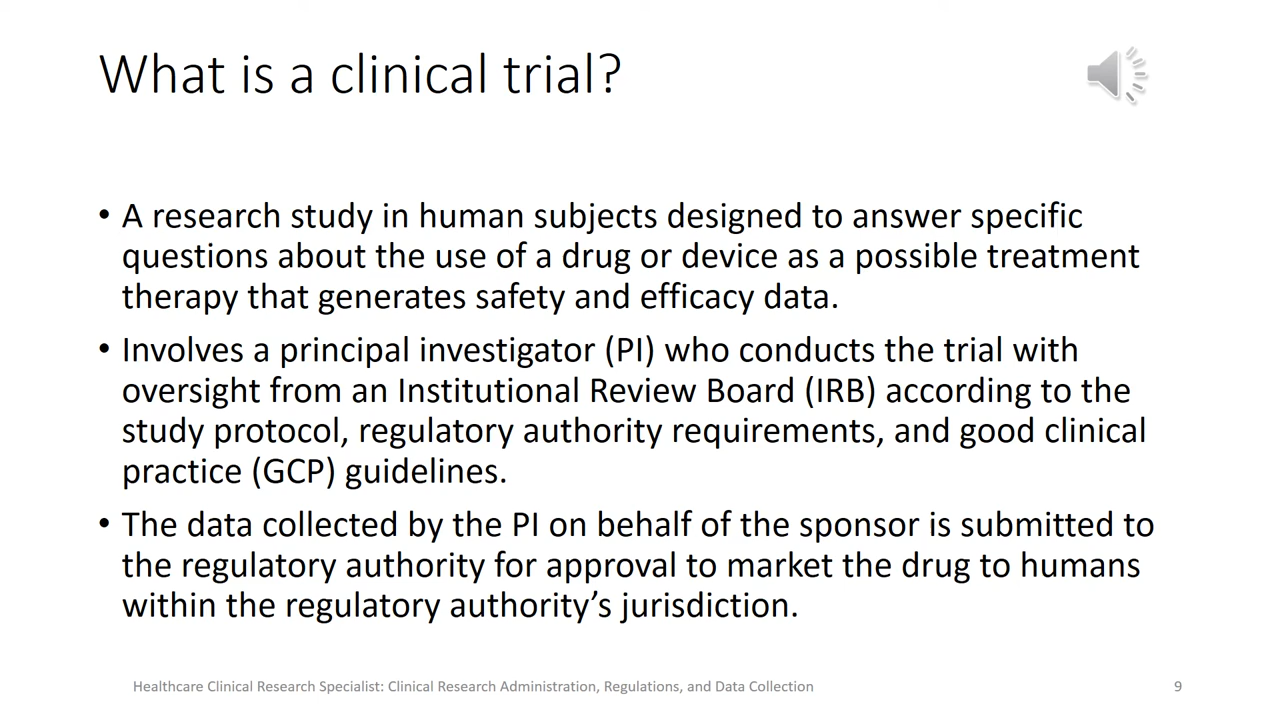 What is a clinical trial?
• A research study in human subjects designed to answer specific
questions about the use of a drug or device as a possible treatment
therapy that generates safety and efficacy data.
• Involves a principal investigator (PI) who conducts the trial with
oversight from an Institutional Review Board (IRB) according to the
study protocol, regulatory authority requirements, and good clinical
practice (GCP) guidelines.
• The data collected by the PI on behalf of the sponsor is submitted to
the regulatory authority for approval to market the drug to humans
within the regulatory authority’s jurisdiction.
Healthcare Clinical Research Specialist: Clinical Research Administration, Regulations, and Data Collection
9